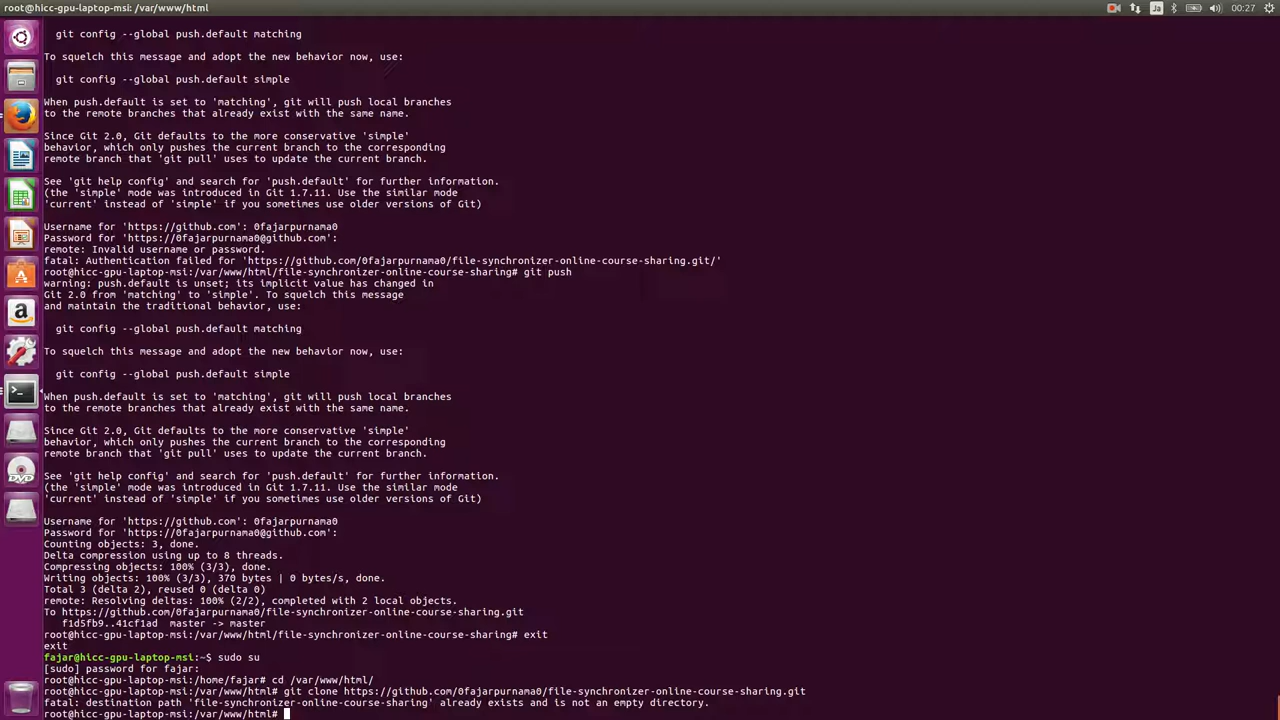 root@hicc-gpu-laptop-msi: /var/www/html
Ja
00:27
git config --global push.default matching
To squelch this message and adopt the new behavior now, use:
git config --global push.default simple
When push.default is set to 'matching', git will push local branches
to the remote branches that already exist with the same name.
Since Git 2.0, Git defaults to the more conservative 'simple'
behavior, which only pushes the current branch to the corresponding
remote branch that 'git pull' uses to update the current branch.
See 'git help config' and search for 'push.default' for further information.
(the 'simple' mode was introduced in Git 1.7.11. Use the similar mode
'current' instead of 'simple' if you sometimes use older versions of Git)
Username for 'https://github.com': 0fajarpurnama0
Password for 'https://0fajarpurnama0@github.com':
remote: Invalid username or password.
fatal: Authentication failed for 'https://github.com/0fajarpurnama0/file-synchronizer-online-course-sharing.git/'
root@hicc-gpu-laptop-msi:/var/www/html/file-synchronizer-online-course-sharing# git push
warning: push.default is unset; its implicit value has changed in
Git 2.0 from 'matching' to 'simple'. To squelch this message
and maintain the traditional behavior, use:
git config --global push.default matching
To squelch this message and adopt the new behavior now, use:
git config --global push.default simple
When push.default is set to 'matching', git will push local branches
to the remote branches that already exist with the same name.
Since Git 2.0, Git defaults to the more conservative 'simple'
behavior, which only pushes the current branch to the corresponding
remote branch that 'git pull' uses to update the current branch.
See 'git help config' and search for 'push.default' for further information.
(the 'simple' mode was introduced in Git 1.7.11. Use the similar mode
'current' instead of 'simple' if you sometimes use older versions of Git)
Username for 'https://github.com': 0fajarpurnama0
Password for 'https://0fajarpurnama0@github.com':
Counting objects: 3, done.
Delta compression using up to 8 threads.
Compressing objects: 100% (3/3), done.
Writing objects: 100% (3/3), 370 bytes | 0 bytes/s, done.
Total 3 (delta 2), reused 0 (delta 0)
remote: Resolving deltas: 100% (2/2), completed with 2 local objects.
To https://github.com/0fajarpurnama0/file-synchronizer-online-course-sharing.git
f1d5fb9..41cf1ad  master -> master
root@hicc-gpu-laptop-msi:/var/www/html/file-synchronizer-online-course-sharing# exit
exit
fajar@hicc-gpu-laptop-msi:~$ sudo su
[sudo] password for fajar:
root@hicc-gpu-laptop-msi:/home/fajar# cd /var/www/html/
root@hicc-gpu-laptop-msi:/var/www/html# git clone https://github.com/0fajarpurnama0/file-synchronizer-online-course-sharing.git
fatal: destination path 'file-synchronizer-online-course-sharing' already exists and is not an empty directory.
root@hicc-gpu-laptop-msi:/var/www/html#